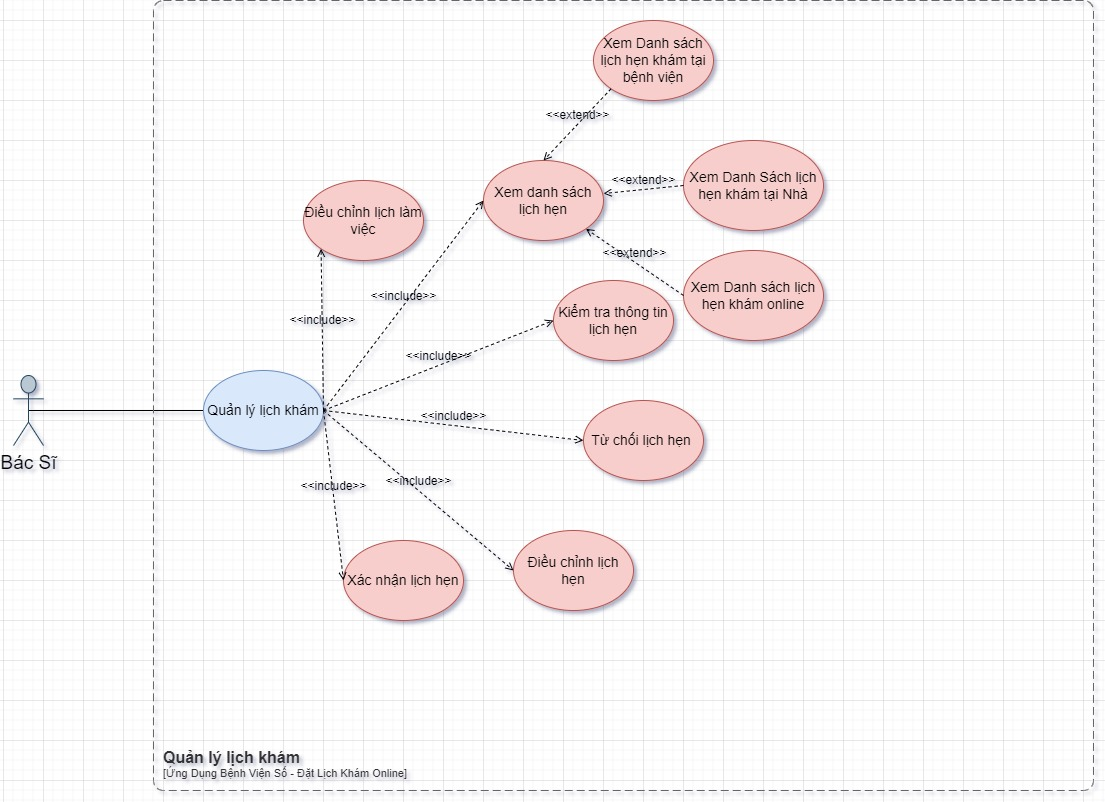 Xem Danh sách
lịch hẹn khám tại
bệnh viện
<<extend>>
Xem danh sách
lịch hẹn
<<extend>>
Xem Danh Sách lịch
hẹn khám tại Nhà
Điều chỉnh lịch làm
việc
<<extend>>
Xem Danh sách lịch
hẹn khám online
<<include>>
<<include>>
Kiểm tra thông tin
lịch hẹn
<<include>>
Quản lý lịch khám
<<include>>
Từ chối lịch hẹn
Bác Sĩ
<<include>>
<<include>>
Xác nhận lịch hẹn
Điều chỉnh lịch
hẹn
Quản lý lịch khám
[Ứng Dung Bệnh Viện Số - Đặt Lịch Khám Online]